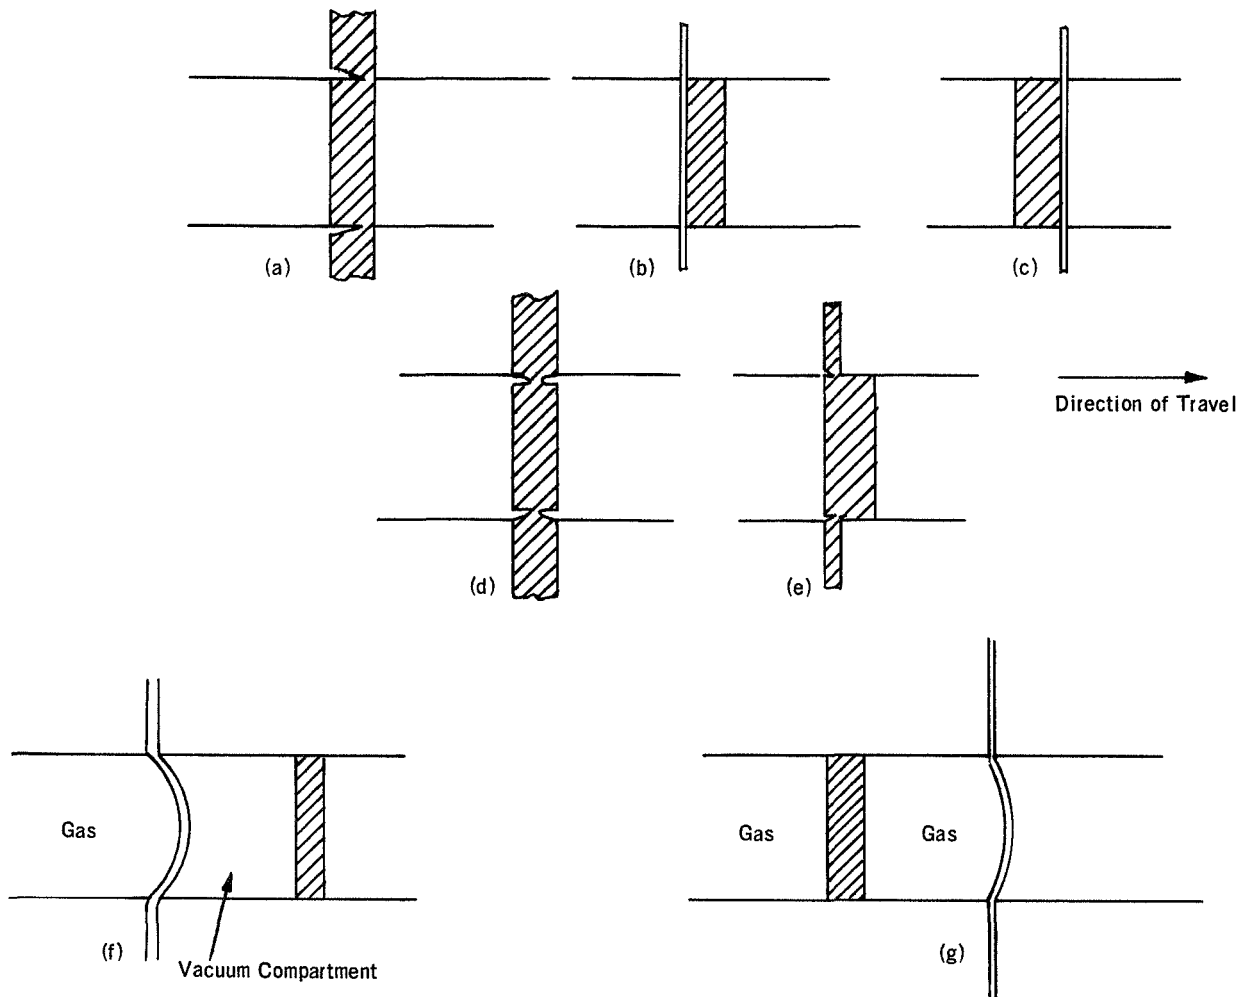 (a)
(b)
(c)
Direction of Travel
(d)
(e)
Gas
Gas
Gas
(f)
Vacuum Compartment
(g)